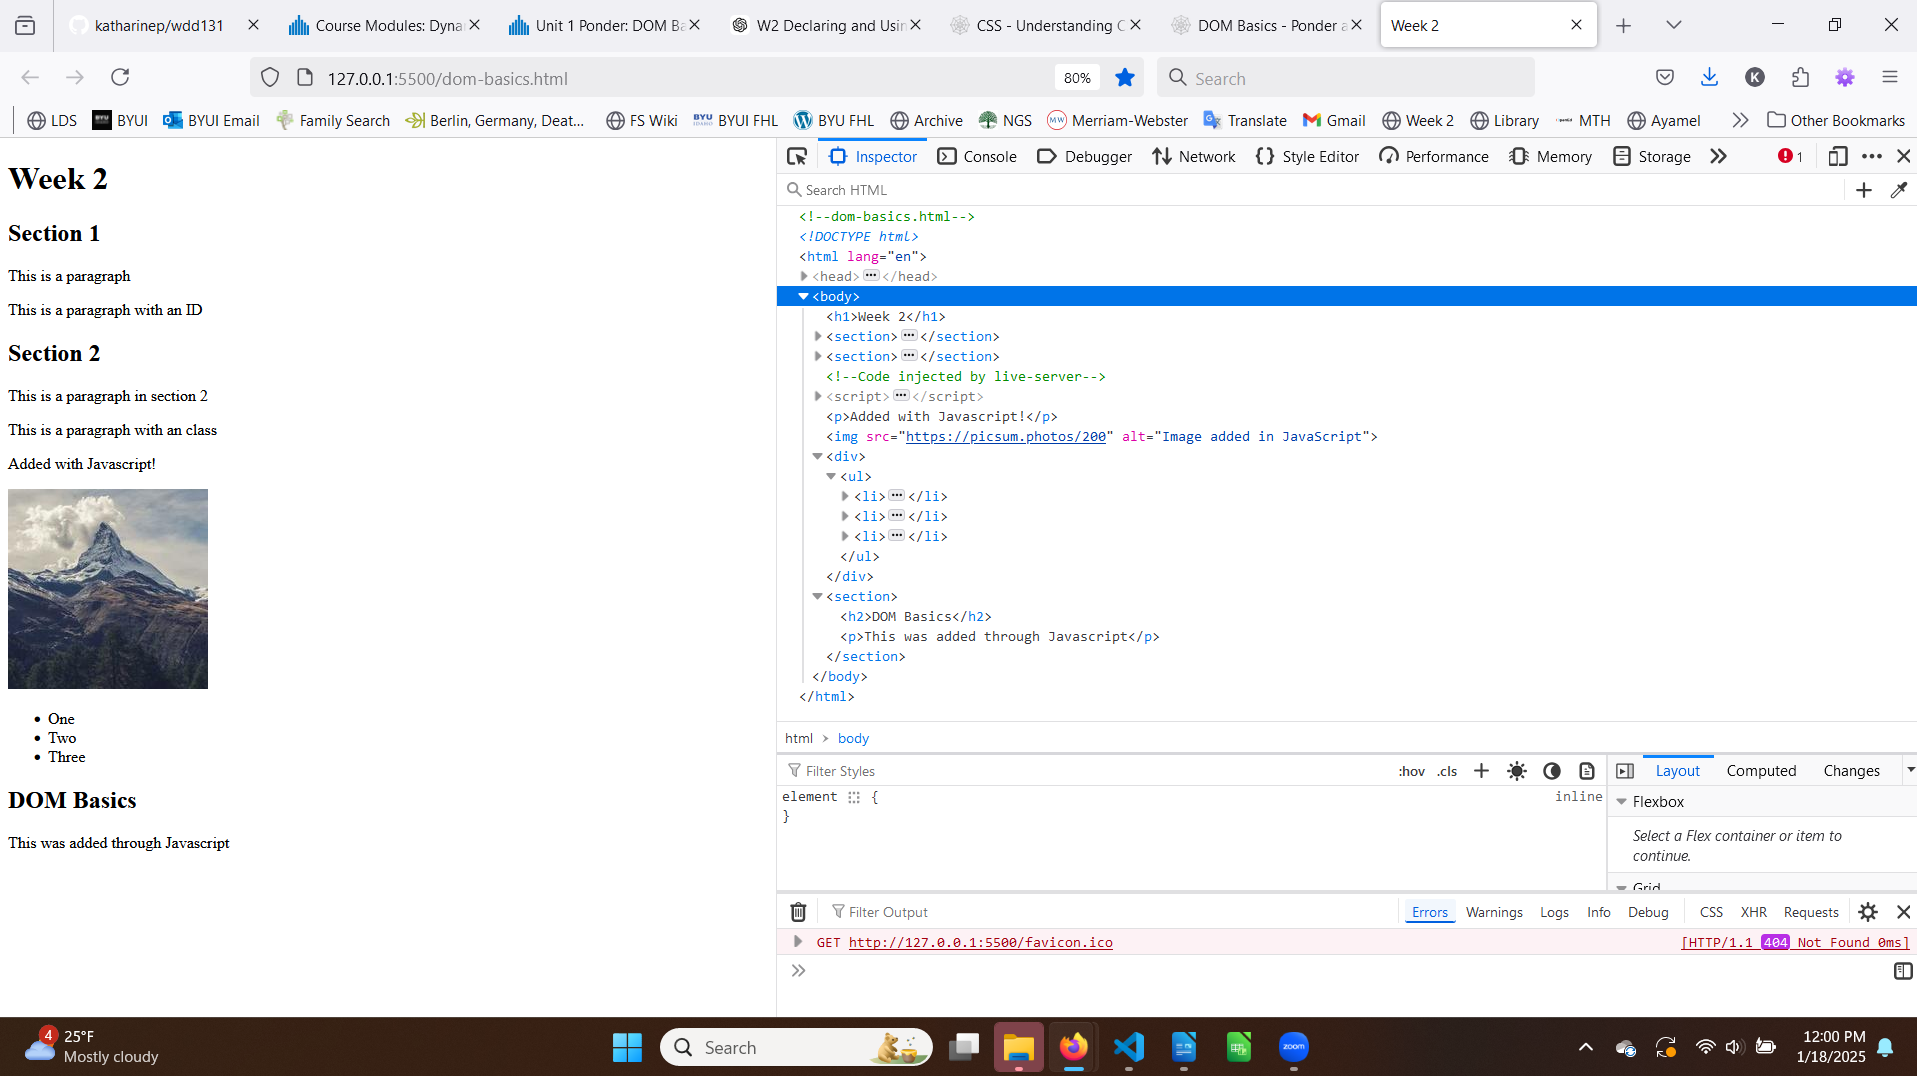 katharinep/wdd131
Course Modules: Dyna
Unit 1 Ponder: DOM Ba
W2 Declaring and Usin
CSS - Understanding C
DOM Basics - Ponder a
Week 2
127.0.0.1:5500/dom-basics.html
80%
Search
K
LDS
BYUI
BYUI Email
Family Search
Berlin, Germany, Deat...
FS Wiki
BYUI FHL
BYU FHL
Archive
NGS
Merriam-Webster
Translate
Gmail
Week 2
Library
MTH
Ayamel
Other Bookmarks
Week 2
Section 1
This is a paragraph
This is a paragraph with an ID
Section 2
This is a paragraph in section 2
This is a paragraph with an class
Added with Javascript!
• One
• Two
• Three
DOM Basics
This was added through Javascript
Inspector
Console
Debugger
Network
Style Editor
Performance
Memory
Storage
1
Search HTML
<!--dom-basics.html-->
<!DOCTYPE html>
<html lang="en">
<head>•••</head>
<body>
<h1>Week 2</h1>
<section>•••</section>
<section>•••</section>
<!--Code injected by live-server-->
<script>•••</script>
<p>Added with Javascript!</p>
<img src="https://picsum.photos/200" alt="Image added in JavaScript">
<div>
<ul>
<li>•••</li>
<li>•••</li>
<li>•••</li>
</ul>
</div>
<section>
<h2>DOM Basics</h2>
<p>This was added through Javascript</p>
</section>
</body>
</html>
html > body
Filter Styles
:hov .cls
Layout
Computed
Changes
element { inline
}
Flexbox
Select a Flex container or item to
continue.
Grid
Filter Output
Errors
Warnings
Logs
Info
Debug
CSS
XHR
Requests
GET http://127.0.0.1:5500/favicon.ico [HTTP/1.1 404 Not Found 0ms]
4
25°F
Mostly cloudy
Search
zoom
12:00 PM
1/18/2025